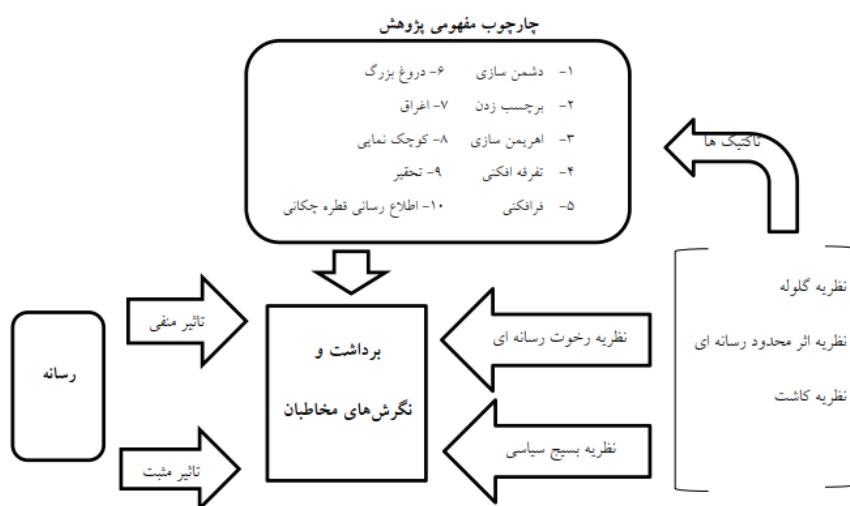 چارچوب مفهومی پژوهش
۱- دشمن سازی ۶- دروغ بزرگ
۲- برچسب زدن ۷- اغراق
۳- اهریمن سازی ۸- کوچک نمایی
۴- تفرقه افکنی ۹- تحقیر
۵- فرافکنی ۱۰- اطلاع رسانی قطره چکانی
تاکتیک ها
نظریه گلوله
نظریه اثر محدود رسانه ای
نظریه کاشت
نظریه رخوت رسانه ای
نظریه بسیج سیاسی
برداشت و
نگرش‌های مخاطبان
تاثیر منفی
تاثیر مثبت
رسانه